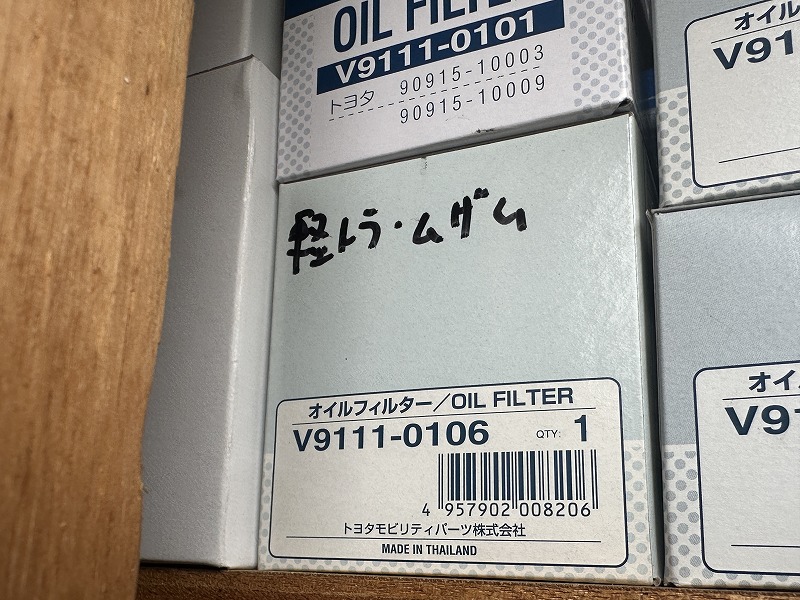 OIL FILTER
V9111-0101
トヨタ 90915-10003
90915-10009
軽トラ・ムザム
オイルフィルター/OIL FILTER
V9111-0106 QTY: 1
4 957902 008206
トヨタモビリティパーツ株式会社
MADE IN THAILAND
オイル
V91
オイ
V9